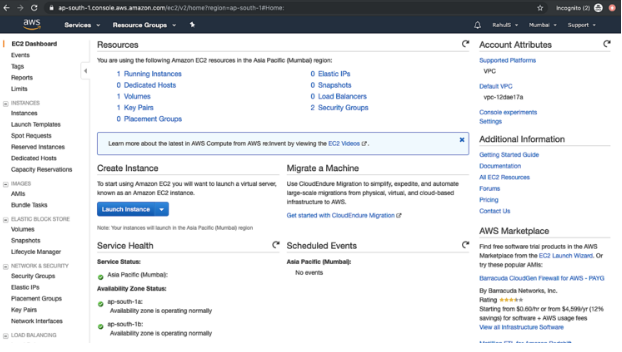 ap-south-1.console.aws.amazon.com/ec2/v2/home?region=ap-south-1#Home:
Incognito (2)
aws
Services
Resource Groups
RahulS
Mumbai
Support
EC2 Dashboard
Events
Tags
Reports
Limits
INSTANCES
Instances
Launch Templates
Spot Requests
Reserved Instances
Dedicated Hosts
Capacity Reservations
IMAGES
AMIs
Bundle Tasks
ELASTIC BLOCK STORE
Volumes
Snapshots
Lifecycle Manager
NETWORK & SECURITY
Security Groups
Elastic IPs
Placement Groups
Key Pairs
Network Interfaces
LOAD BALANCING
Resources
You are using the following Amazon EC2 resources in the Asia Pacific (Mumbai) region:
1 Running Instances
0 Dedicated Hosts
1 Volumes
1 Key Pairs
0 Placement Groups
0 Elastic IPs
0 Snapshots
0 Load Balancers
2 Security Groups
Learn more about the latest in AWS Compute from AWS re:Invent by viewing the EC2 Videos.
Create Instance
To start using Amazon EC2 you will want to launch a virtual server,
known as an Amazon EC2 instance.
Launch Instance
Note: Your instances will launch in the Asia Pacific (Mumbai) region
Migrate a Machine
Use CloudEndure Migration to simplify, expedite, and automate
large-scale migrations from physical, virtual, and cloud-based
infrastructure to AWS.
Get started with CloudEndure Migration
Service Health
Service Status:
Asia Pacific (Mumbai):
Availability Zone Status:
ap-south-1a:
Availability zone is operating normally
ap-south-1b:
Availability zone is operating normally
Scheduled Events
Asia Pacific (Mumbai):
No events
Account Attributes
Supported Platforms
VPC
Default VPC
vpc-12dae17a
Console experiments
Settings
Additional Information
Getting Started Guide
Documentation
All EC2 Resources
Forums
Pricing
Contact Us
AWS Marketplace
Find free software trial products in the AWS
Marketplace from the EC2 Launch Wizard. Or
try these popular AMIs:
Barracuda CloudGen Firewall for AWS - PAYG
By Barracuda Networks, Inc.
Rating
Starting from $0.60/hr or from $4,599/yr (12%
savings) for software + AWS usage fees
View all Infrastructure Software